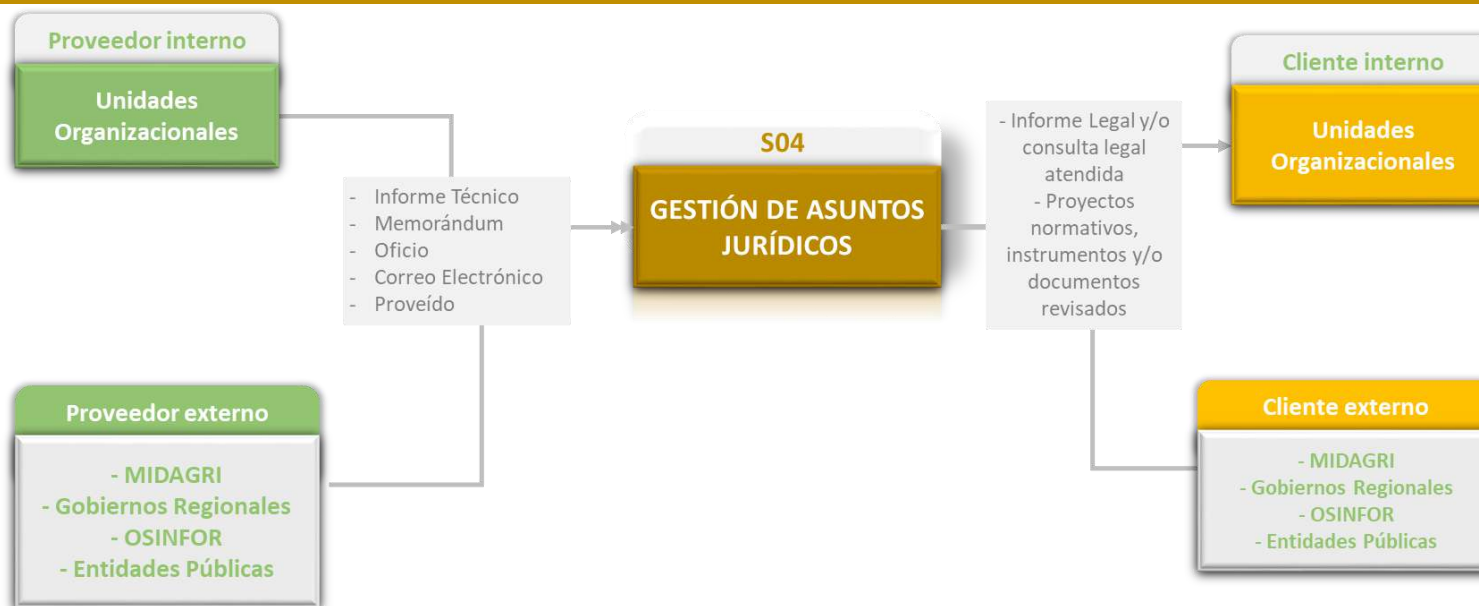 Proveedor interno
Unidades
Organizacionales
Proveedor externo
- MIDAGRI
- Gobiernos Regionales
- OSINFOR
- Entidades Públicas
- Informe Técnico
- Memorándum
- Oficio
- Correo Electrónico
- Proveído
S04
GESTIÓN DE ASUNTOS
JURÍDICOS
- Informe Legal y/o
consulta legal
atendida
- Proyectos
normativos,
instrumentos y/o
documentos
revisados
Cliente interno
Unidades
Organizacionales
Cliente externo
- MIDAGRI
- Gobiernos Regionales
- OSINFOR
- Entidades Públicas